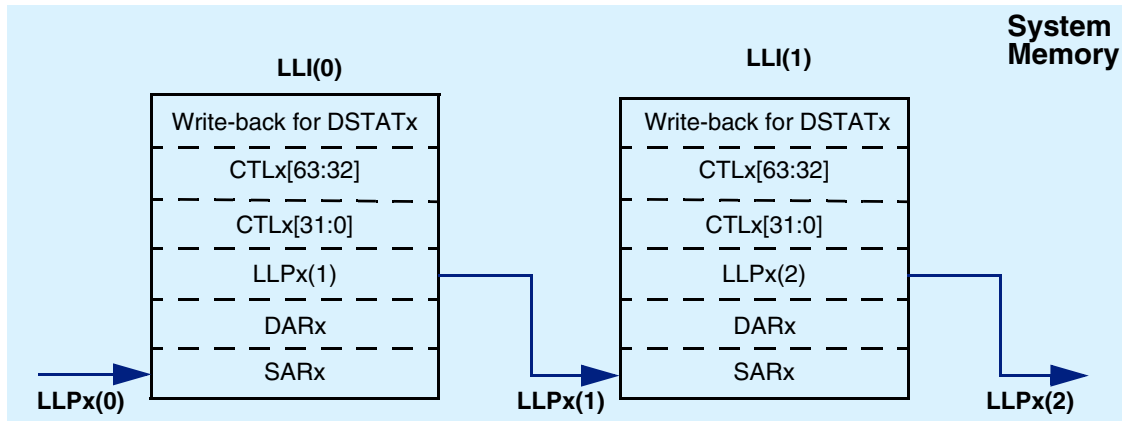 System
Memory
LLI(0)
Write-back for DSTATx
CTLx[63:32]
CTLx[31:0]
LLPx(1)
DARx
SARx
LLPx(0)
LLI(1)
Write-back for DSTATx
CTLx[63:32]
CTLx[31:0]
LLPx(2)
DARx
SARx
LLPx(1)
LLPx(2)